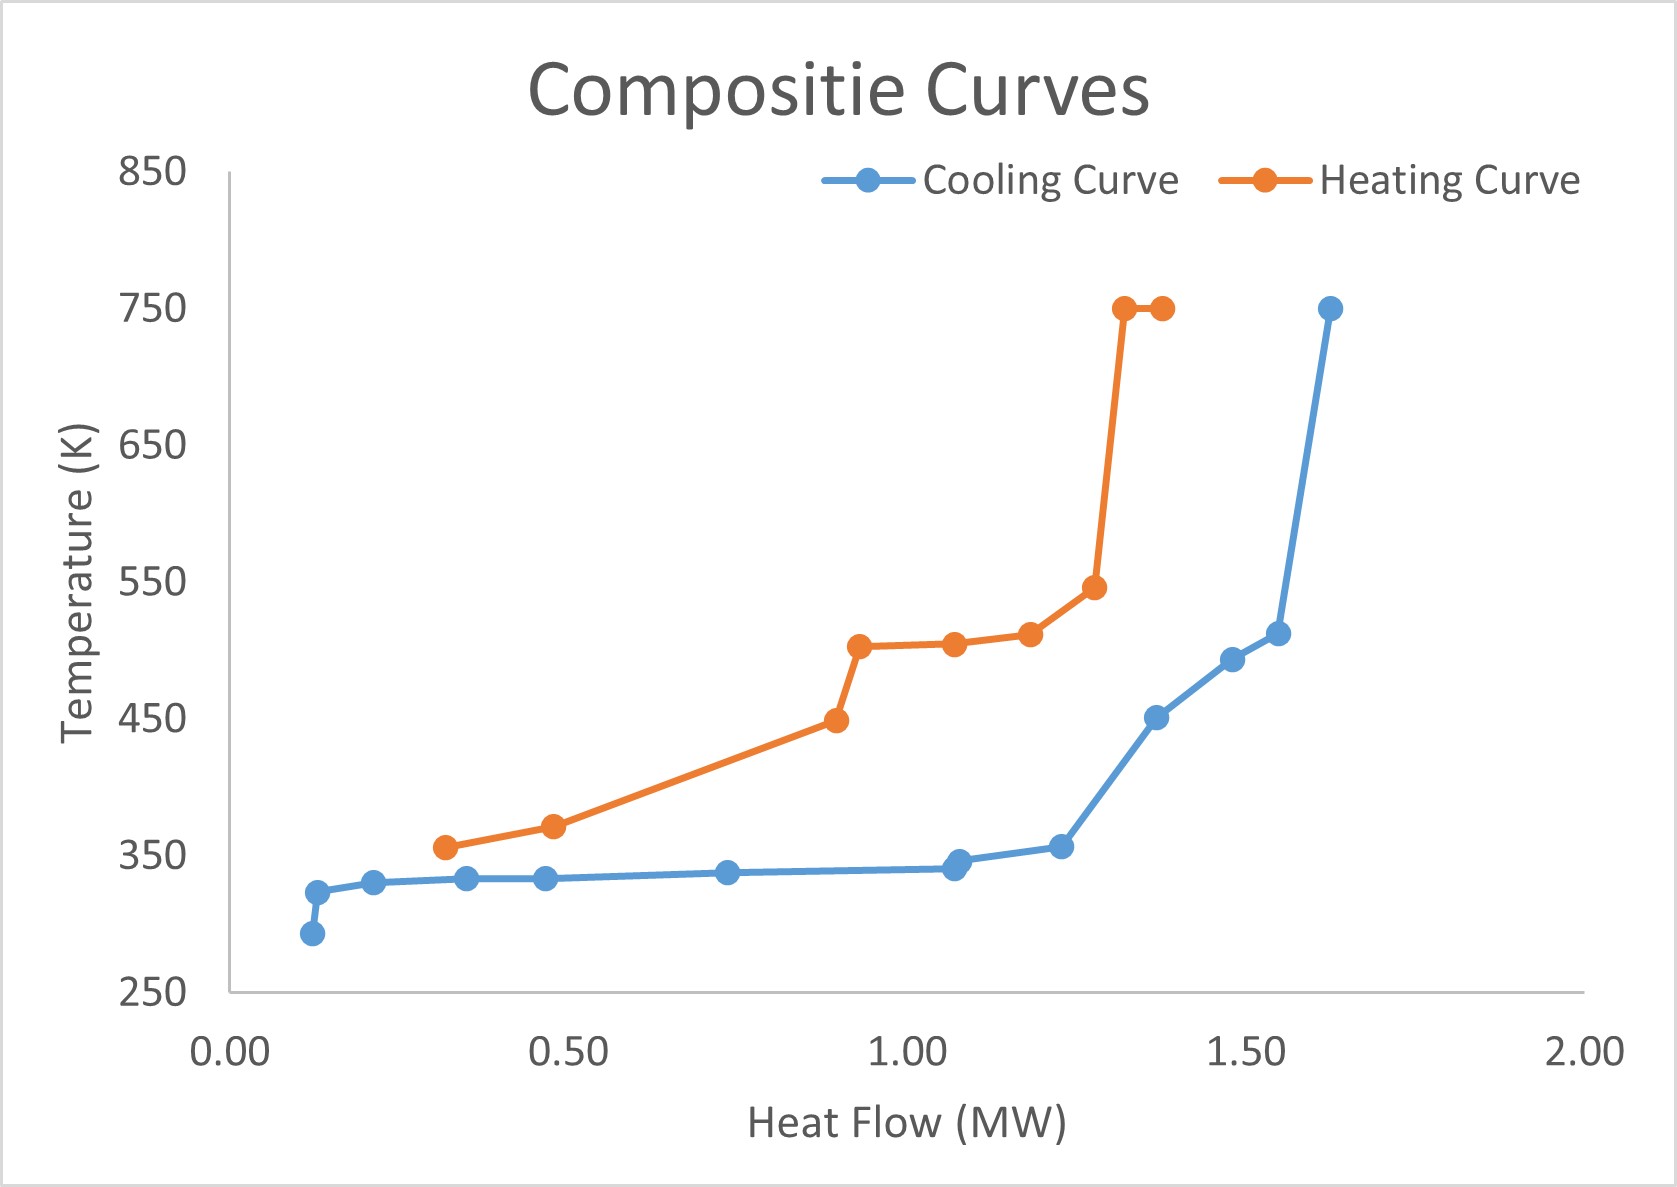 Compositie Curves
Cooling Curve
Heating Curve
850
750
650
550
450
350
250
Temperature (K)
0.00 0.50 1.00 1.50 2.00
Heat Flow (MW)